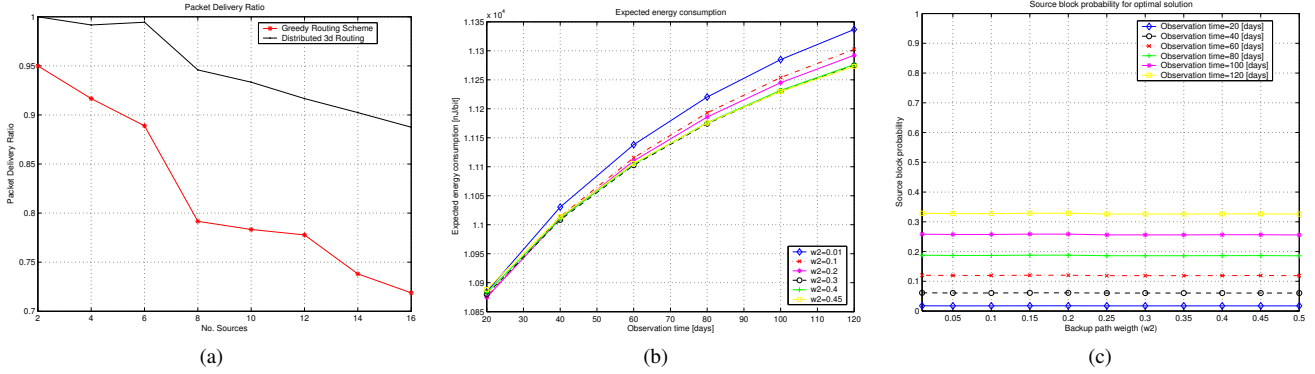 Packet Delivery Ratio
1
0.95
0.9
0.85
0.8
0.75
0.7
Packet Delivery Ratio
Greedy Routing Scheme
Distributed 3d Routing
2
4
6
8
10
12
14
16
No. Sources
(a)
x 10^4
Expected energy consumption
1.135
1.1
1.125
1.12
1.115
1.11
1.105
1.1
1.095
1.09
1.085
Expected energy consumption [nJ/bit]
w2=0.01
w2=0.1
w2=0.2
w2=0.3
w2=0.4
w2=0.45
20
30
40
50
60
70
80
90
100
110
120
Observation time [days]
(b)
Source block probability for optimal solution
1
0.9
0.8
0.7
0.6
0.5
0.4
0.3
0.2
0.1
0
Source block probability
Observation time=20 [days]
Observation time=40 [days]
Observation time=60 [days]
Observation time=80 [days]
Observation time=100 [days]
Observation time=120 [days]
0.05
0.1
0.15
0.2
0.25
0.3
0.35
0.4
0.45
0.5
Backup path weigth (w2)
(c)